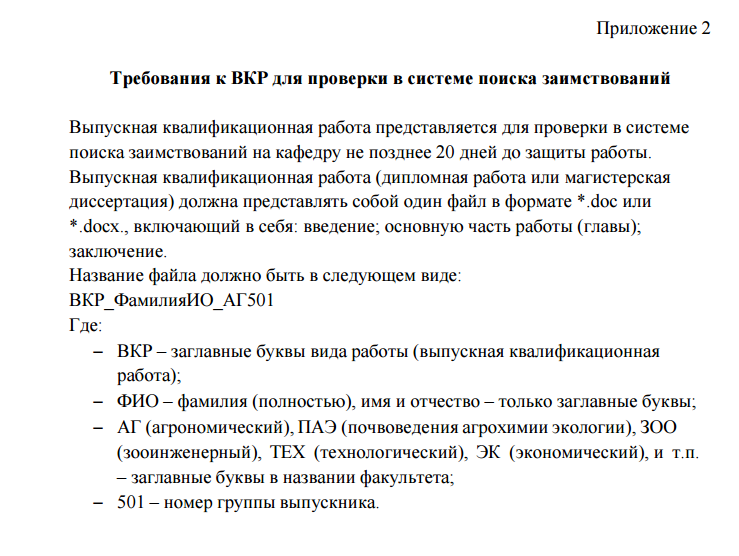 Приложение 2
Требования к ВКР для проверки в системе поиска заимствований
Выпускная квалификационная работа представляется для проверки в системе
поиска заимствований на кафедру не позднее 20 дней до защиты работы.
Выпускная квалификационная работа (дипломная работа или магистерская
диссертация) должна представлять собой один файл в формате *.doc или
*.docx., включающий в себя: введение; основную часть работы (главы);
заключение.
Название файла должно быть в следующем виде:
ВКР_ФамилияИО_АГ501
Где:
– ВКР – заглавные буквы вида работы (выпускная квалификационная
работа);
– ФИО – фамилия (полностью), имя и отчество – только заглавные буквы;
– АГ (агрономический), ПАЭ (почвоведения агрохимии экологии), ЗОО
(зооинженерный), ТЕХ (технологический), ЭК (экономический), и т.п.
– заглавные буквы в названии факультета;
– 501 – номер группы выпускника.